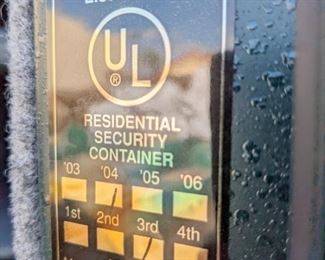 UL
®
RESIDENTIAL
SECURITY
CONTAINER
'03 '04 '05 '06
1st 2nd 3rd 4th